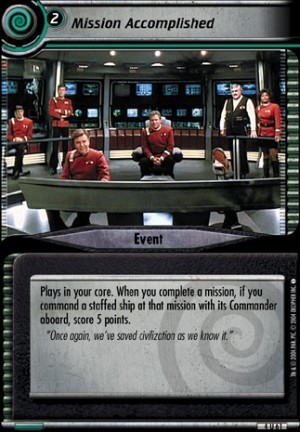 2 Mission Accomplished
Event
Plays in your core. When you complete a mission, if you
command a staffed ship at that mission with its Commander
aboard, score 5 points.
"Once again, we've saved civilization as we know it."